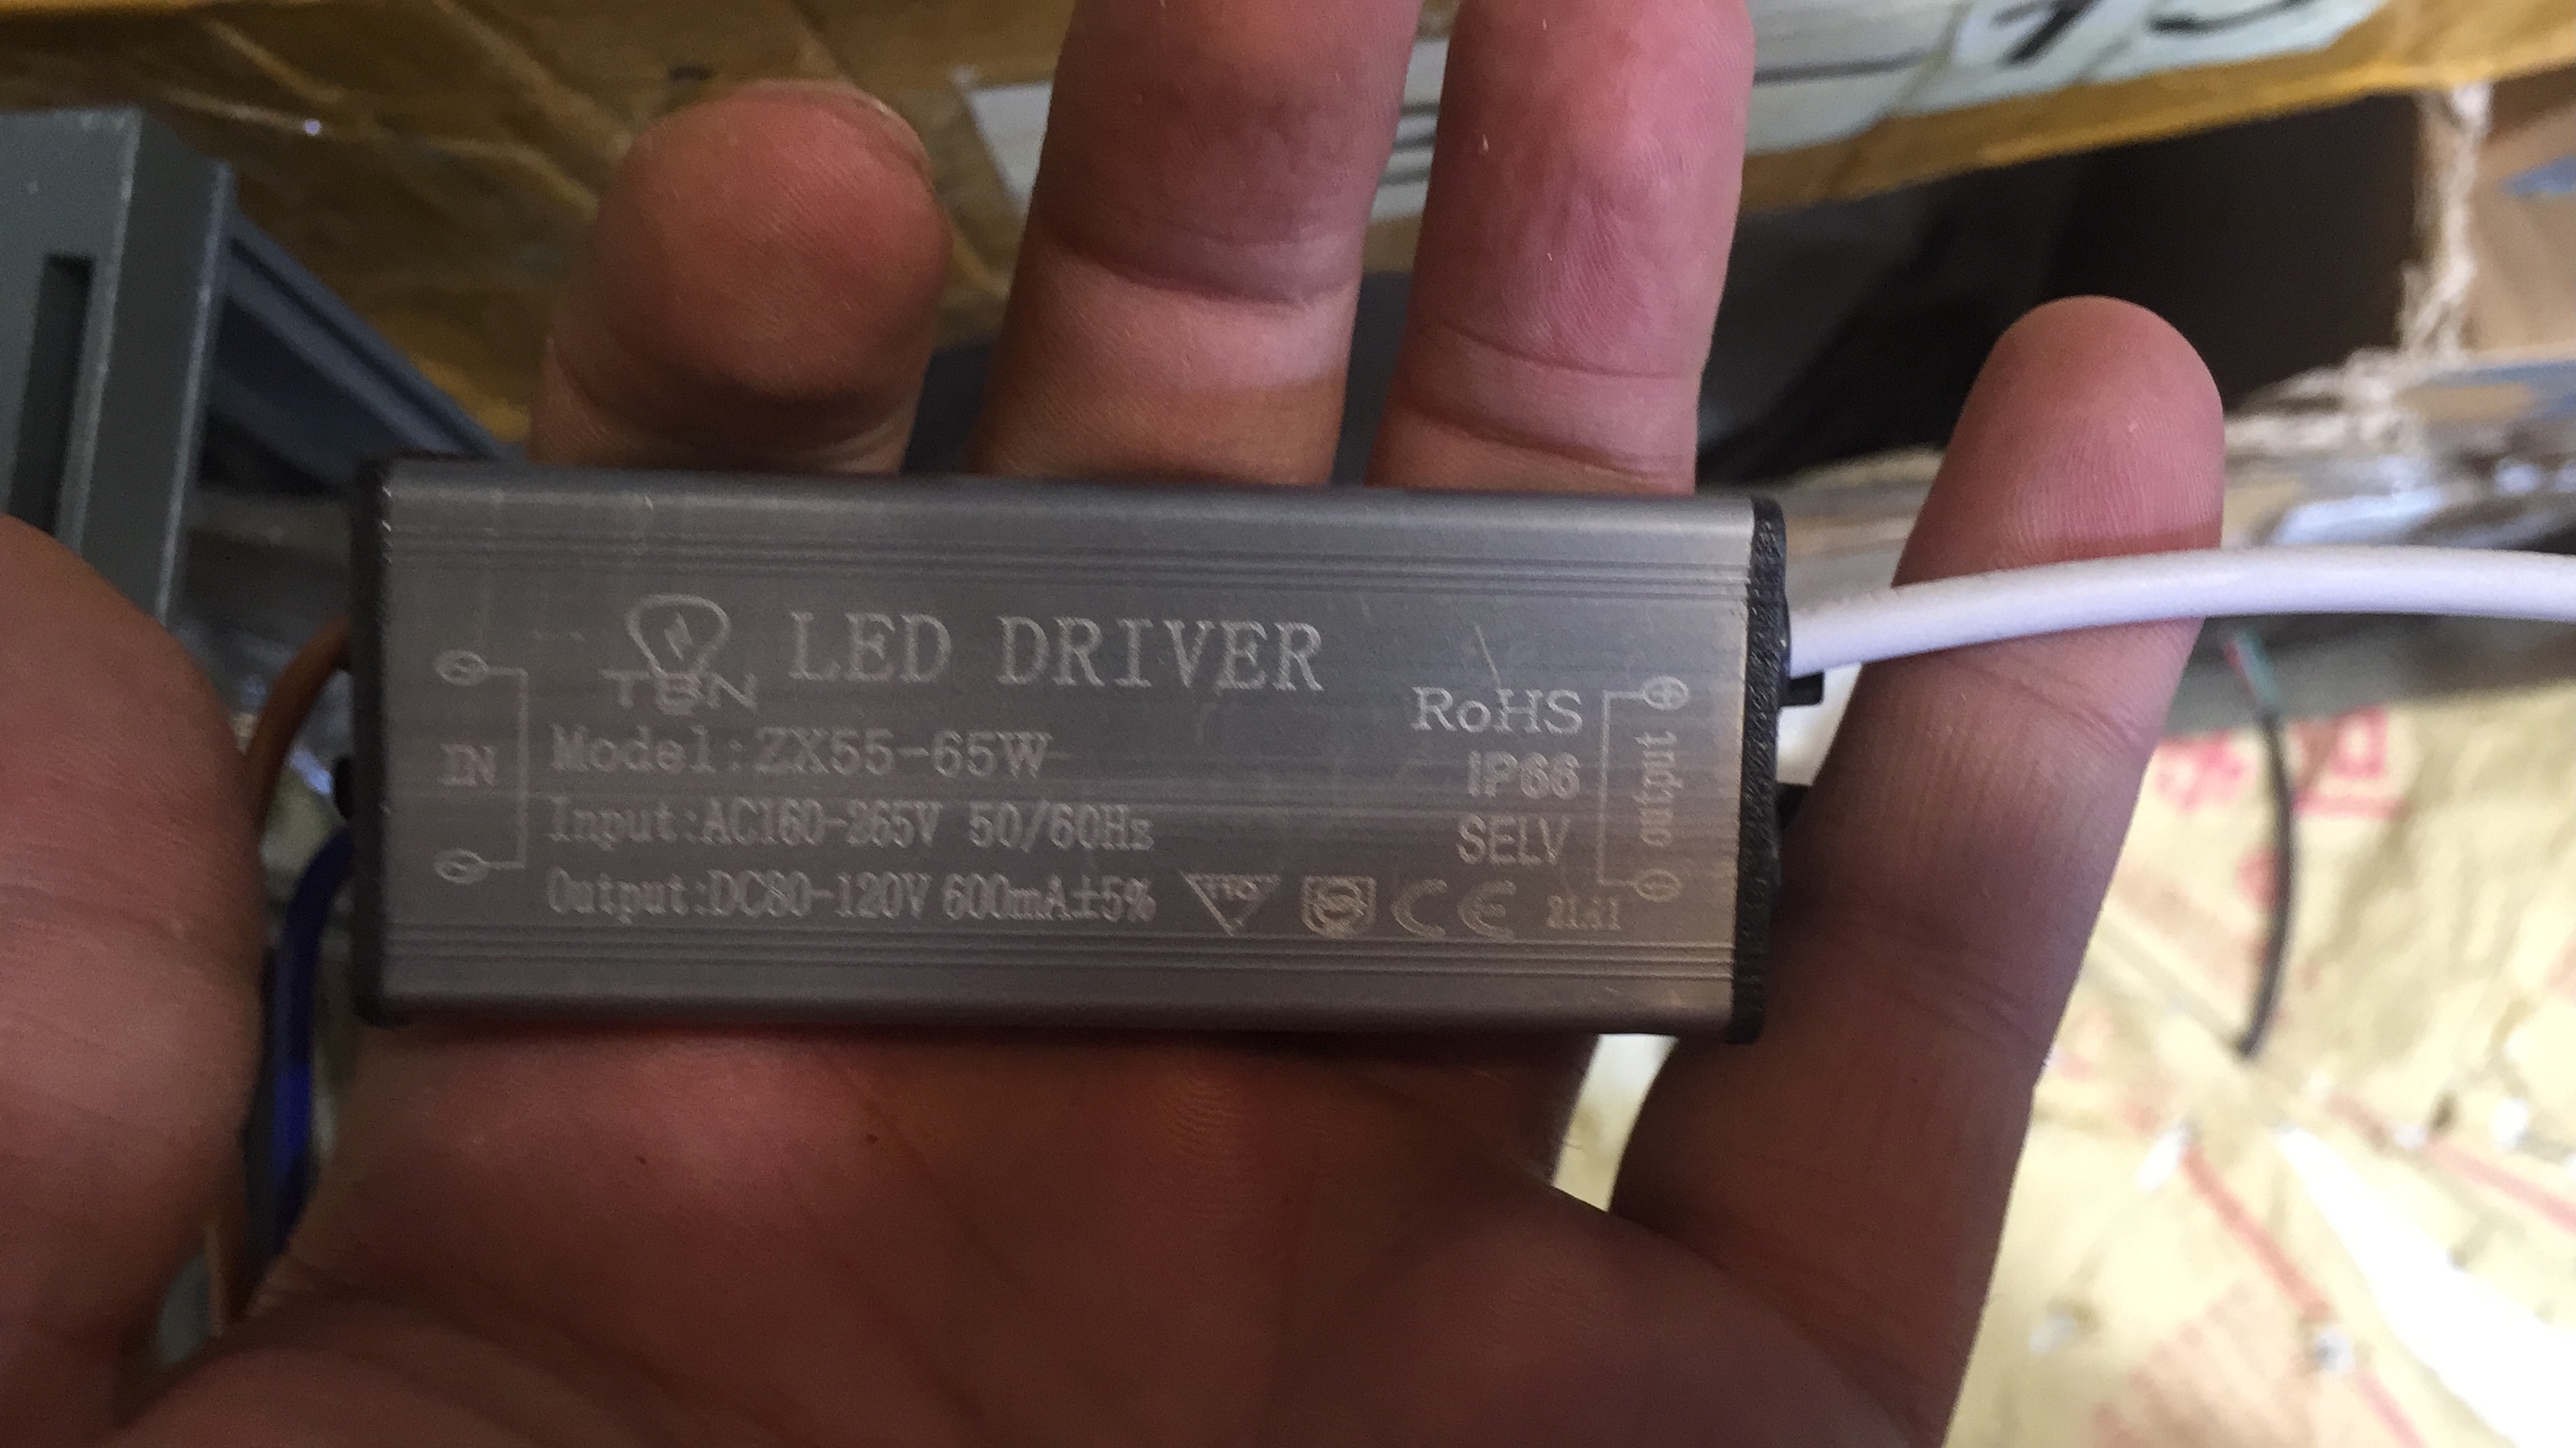 TBN LED DRIVER
Model:ZX55-65W
Input:AC160-265V 50/60Hz
Output:DC80-120V 600mA±5%
IN
RoHS
IP66
SELV
CE
output